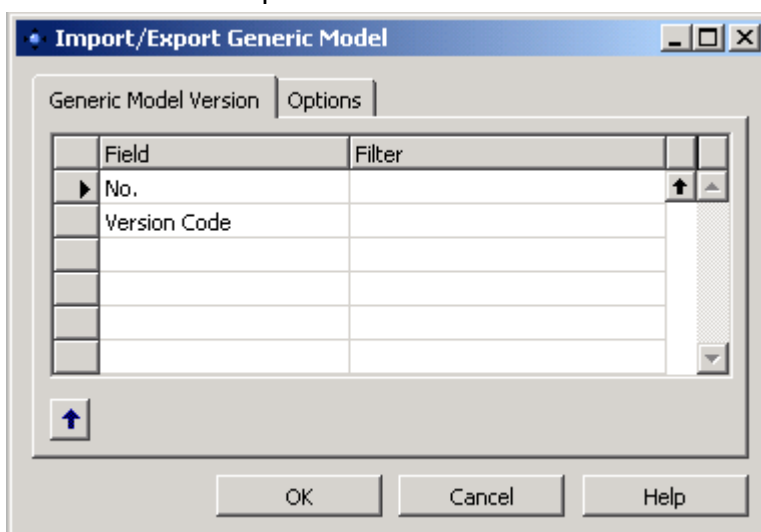 Import/Export Generic Model
Generic Model Version Options
Field Filter
No.
Version Code
OK Cancel Help